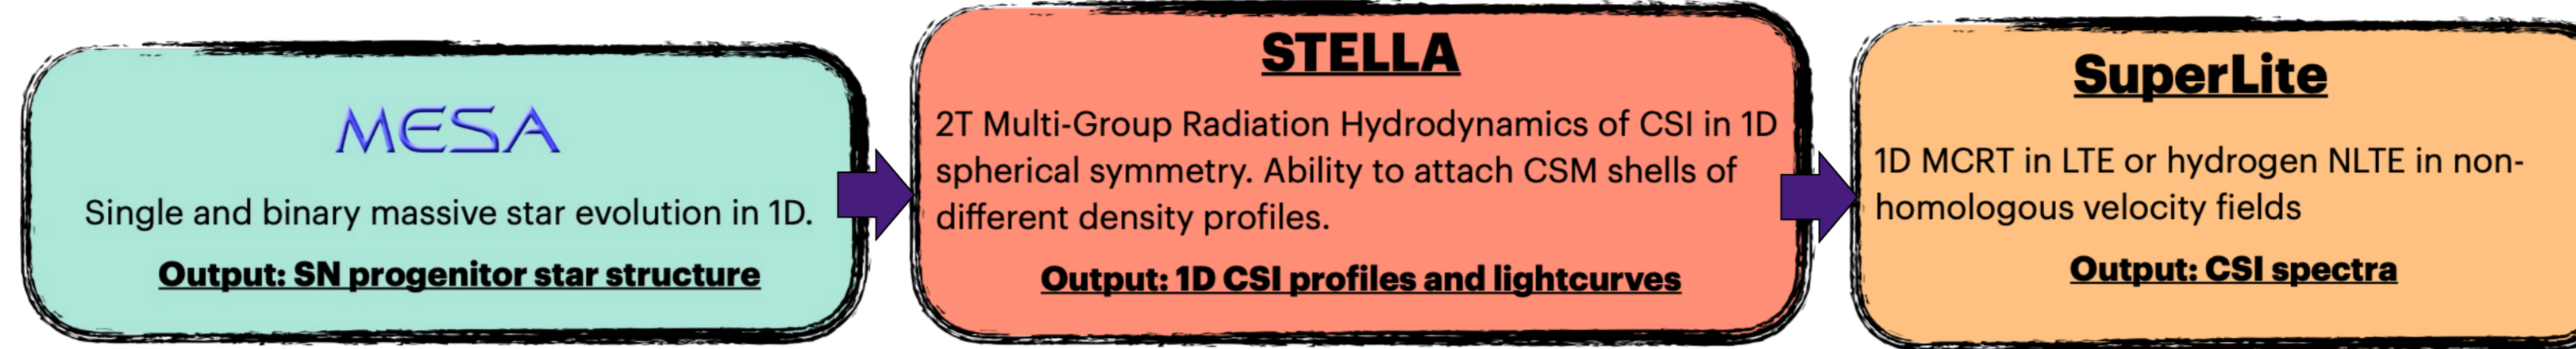 MESA
Single and binary massive star evolution in 1D.
Output: SN progenitor star structure
STELLA
2T Multi-Group Radiation Hydrodynamics of CSI in 1D
spherical symmetry. Ability to attach CSM shells of
different density profiles.
Output: 1D CSI profiles and lightcurves
SuperLite
1D MCRT in LTE or hydrogen NLTE in non-
homologous velocity fields
Output: CSI spectra